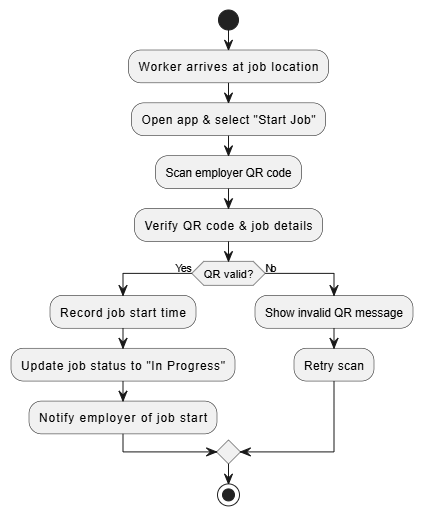 Worker arrives at job location
Open app & select "Start Job"
Scan employer QR code
Verify QR code & job details
Yes
QR valid?
No
Record job start time
Show invalid QR message
Update job status to "In Progress"
Retry scan
Notify employer of job start